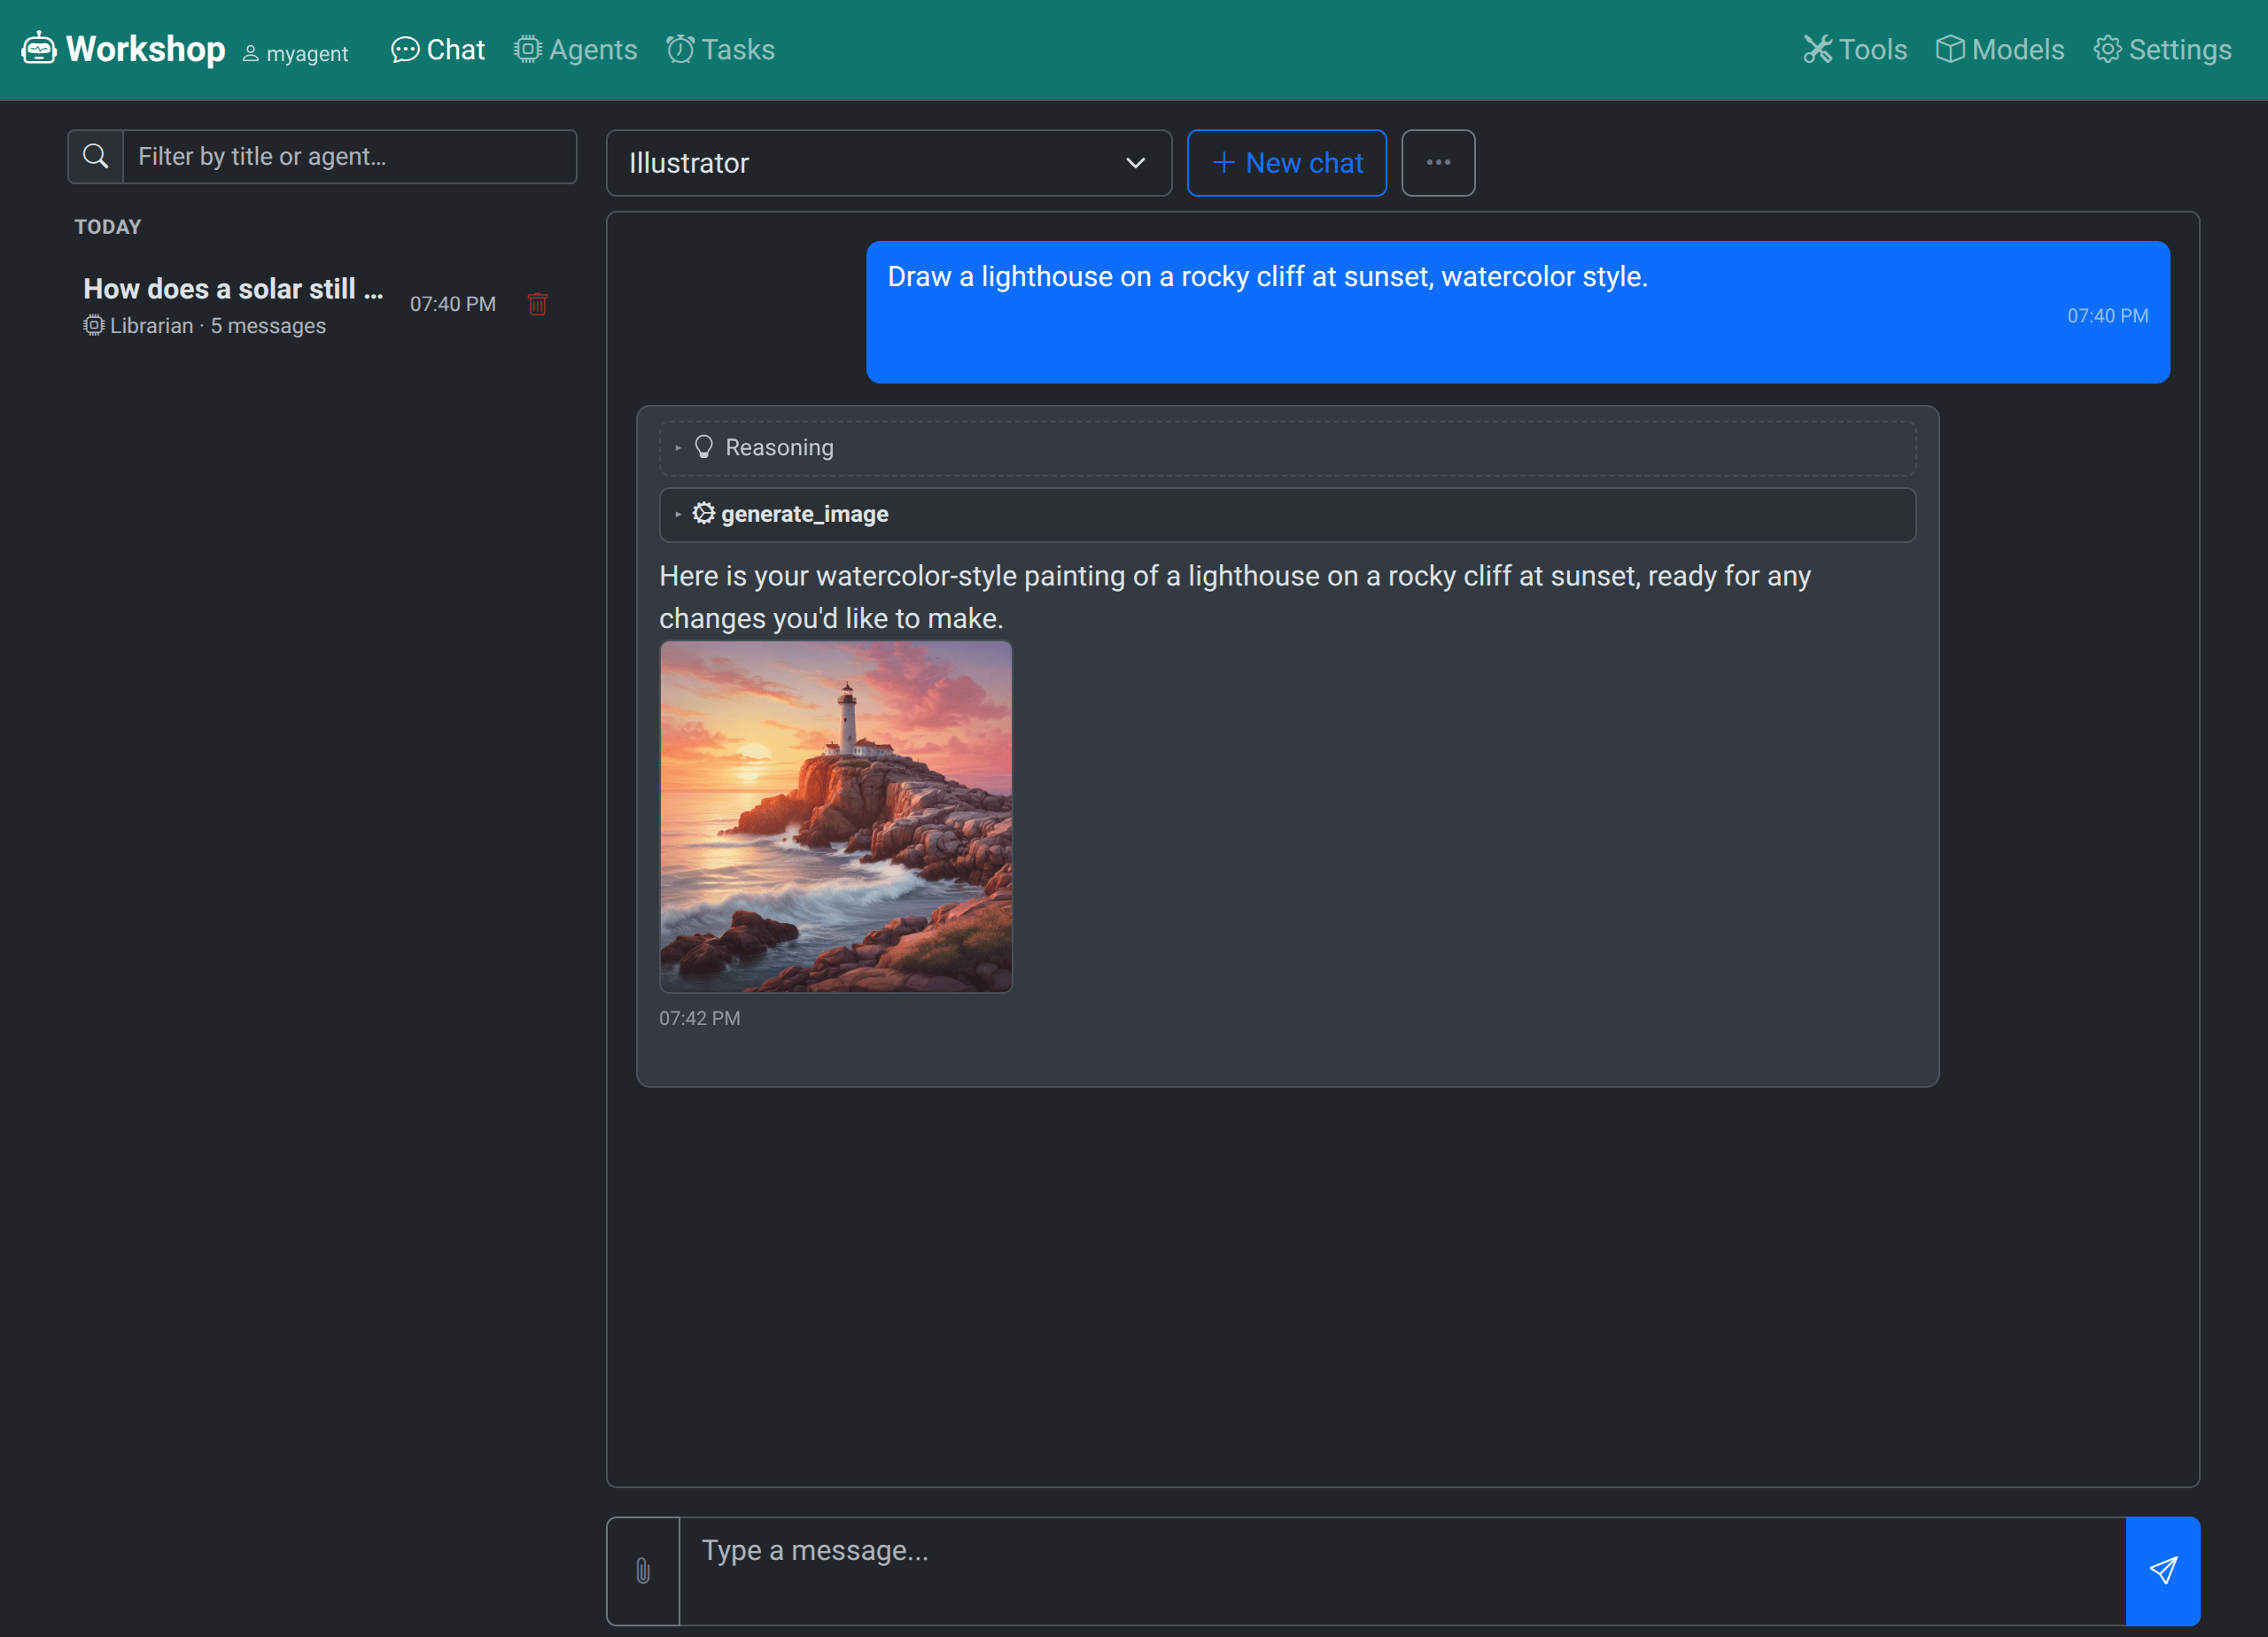 Workshop myagent Chat Agents Tasks Tools Models Settings
Filter by title or agent...
TODAY
How does a solar still ...
Librarian · 5 messages
07:40 PM
Illustrator
New chat
Draw a lighthouse on a rocky cliff at sunset, watercolor style.
07:40 PM
Reasoning
generate_image
Here is your watercolor-style painting of a lighthouse on a rocky cliff at sunset, ready for any
changes you'd like to make.
07:42 PM
Type a message...